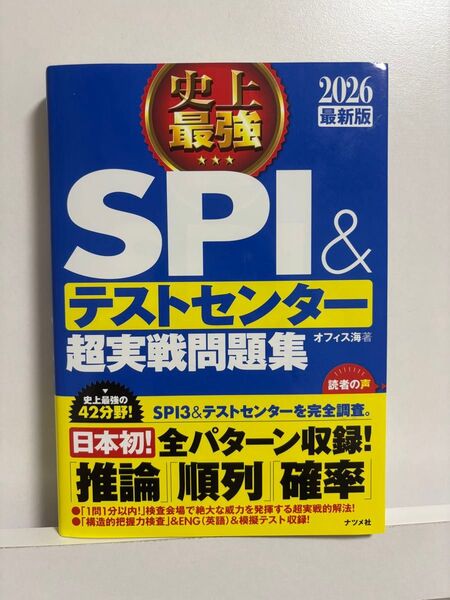 史上
最強
★★★
2026
最新版
SPI&
テストセンター
超実戦問題集
オフィス海 著
読者の声
史上最強の
42分野!
SPI3&テストセンターを完全調査。
日本初!全パターン収録!
「推論」「順列」「確率」
●「1問1分以内!」検査会場で絶大な威力を発揮する超実戦的解法!
●「構造的把握力検査」&ENG(英語)&模擬テスト収録!
ナツメ社